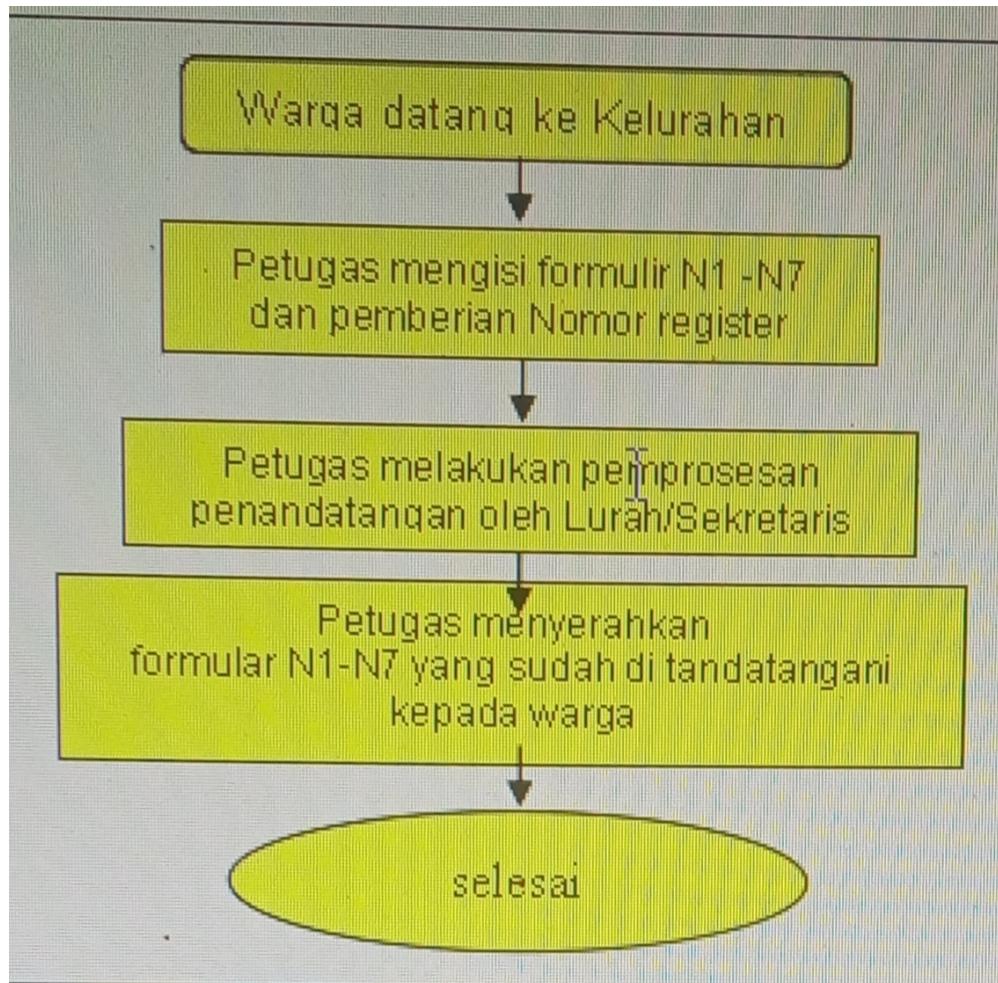 Warga datang ke Kelurahan
Petugas mengisi formulir N1 -N7
dan pemberian Nomor register
Petugas melakukan pemprosesan
penandatangan oleh Lurah/Sekretaris
Petugas menyerahkan
formular N1-N7 yang sudah di tandatangani
kepada warga
selesai